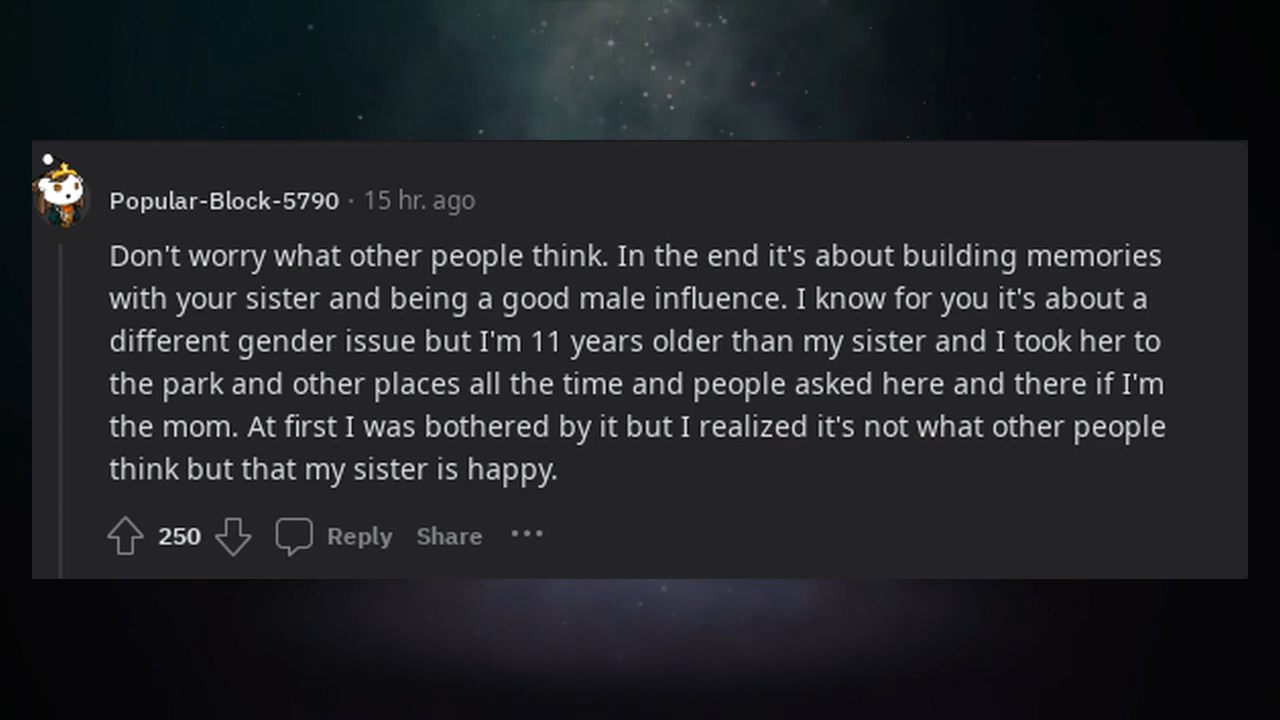 Popular-Block-5790 · 15 hr. ago
Don't worry what other people think. In the end it's about building memories
with your sister and being a good male influence. I know for you it's about a
different gender issue but I'm 11 years older than my sister and I took her to
the park and other places all the time and people asked here and there if I'm
the mom. At first I was bothered by it but I realized it's not what other people
think but that my sister is happy.
250 Reply Share ···